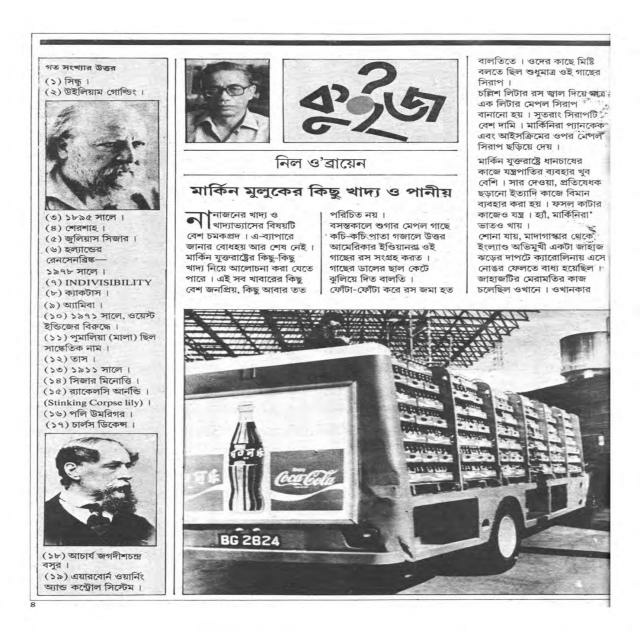 গত সংখ্যার উত্তর
(১) সিন্ধু ।
(২) উইলিয়াম গোল্ডিং ।
(৩) ১৮৯৫ সালে ।
(৪) শেরশাহ ।
(৫) জুলিয়াস সিজার ।
(৬) হল্যান্ডের
রেনসেনব্রিঙ্ক—
১৯৭৮ সালে ।
(৭) INDIVISIBILITY
(৮) ক্যাকটাস ।
(৯) অ্যামিবা ।
(১০) ১৯৭১ সালে, ওয়েস্ট
ইন্ডিজের বিরুদ্ধে ।
(১১) পুমালিয়া (মালা) ছিল
সাঙ্কেতিক নাম ।
(১২) তাস ।
(১৩) ১৯১১ সালে ।
(১৪) সিজার মিনোত্তি ।
(১৫) র‍্যাকেলসি আর্নল্ডি ।
(Stinking Corpse lily) ।
(১৬) পলি উমরিগর ।
(১৭) চার্লস ডিকেন্স ।
(১৮) আচার্য জগদীশচন্দ্র
বসুর ।
(১৯) এয়ারবোর্ন ওয়ার্নিং
অ্যান্ড কন্ট্রোল সিস্টেম ।
কুইজ
নিল ও'ব্রায়েন
মার্কিন মুলুকের কিছু খাদ্য ও পানীয়
নানাজনের খাদ্য ও
খাদ্যাভ্যাসের বিষয়টি
বেশ চমকপ্রদ । এ-ব্যাপারে
জানার বোধহয় আর শেষ নেই ।
মার্কিন যুক্তরাষ্ট্রের কিছু-কিছু
খাদ্য নিয়ে আলোচনা করা যেতে
পারে । এই সব খাবারের কিছু
বেশ জনপ্রিয়, কিছু আবার তত
পরিচিত নয় ।
বসন্তকালে শুগার মেপল গাছে
কচি-কচি পাতা গজালে উত্তর
আমেরিকার ইন্ডিয়ানরা ওই
গাছের রস সংগ্রহ করত ।
গাছের ডালের ছাল কেটে
ঝুলিয়ে দিত বালতি ।
ফোঁটা-ফোঁটা করে রস জমা হত
বালতিতে । ওদের কাছে মিষ্টি
বলতে ছিল শুধুমাত্র ওই গাছের
সিরাপ ।
চল্লিশ লিটার রস জ্বাল দিয়ে মাত্র
এক লিটার মেপল সিরাপ
বানানো হয় । সুতরাং সিরাপটি
বেশ দামি । মার্কিনিরা প্যানকেক
এবং আইসক্রিমের ওপর মেপল
সিরাপ ছড়িয়ে দেয় ।
মার্কিন যুক্তরাষ্ট্রে ধানচাষের
কাজে যন্ত্রপাতির ব্যবহার খুব
বেশি । সার দেওয়া, প্রতিষেধক
ছড়ানো ইত্যাদি কাজে বিমান
ব্যবহার করা হয় । ফসল কাটার
কাজেও যন্ত্র । হ্যাঁ, মার্কিনিরা
ভাতও খায় ।
শোনা যায়, মাদাগাস্কার থেকে
ইংল্যাণ্ড অভিমুখী একটা জাহাজ
ঝড়ের দাপটে ক্যারোলিনায় এসে
নোঙর ফেলতে বাধ্য হয়েছিল ।
জাহাজটির মেরামতির কাজ
চলেছিল ওখানে । ওখানকার
Coca-Cola
BG 2824
8